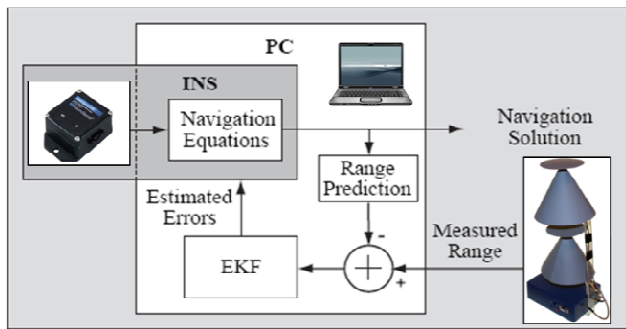 PC
INS
Navigation
Equations
Navigation
Solution
Range
Prediction
Estimated
Errors
-
Measured
Range
EKF
+
+